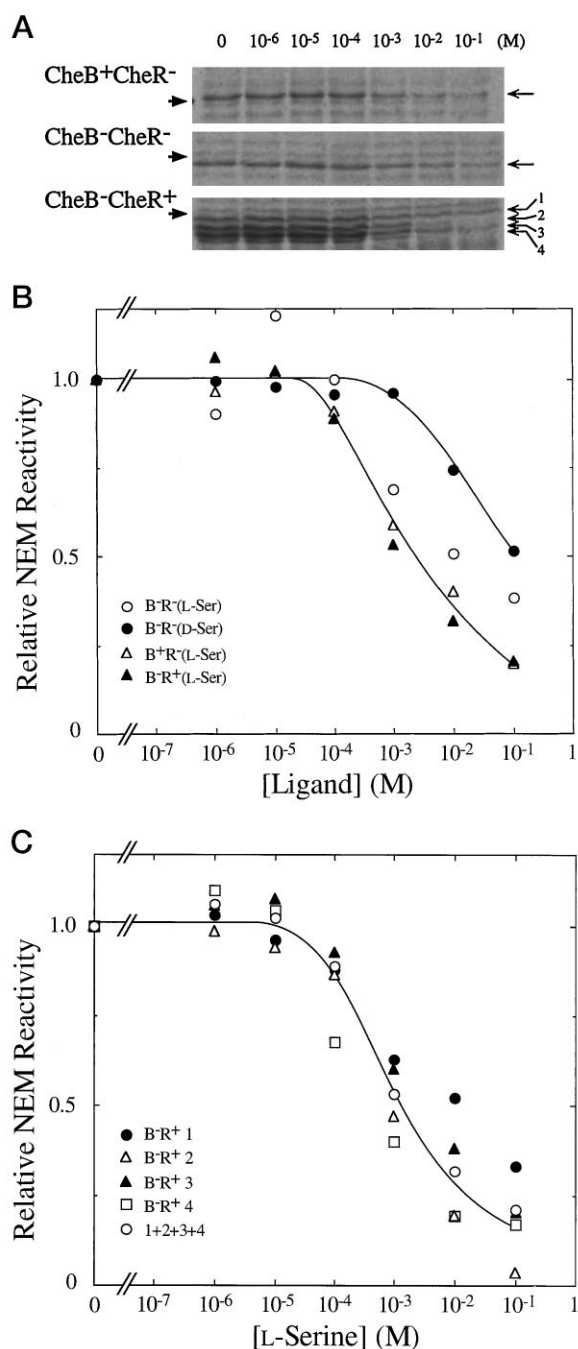 A
0 10-6 10-5 10-4 10-3 10-2 10-1 (M)
CheB+CheR-
CheB-CheR-
CheB-CheR+
1
2
3
4
B
Relative NEM Reactivity
1.0
0.5
0
B-R-(L-Ser)
B-R-(D-Ser)
B+R-(L-Ser)
B-R+(L-Ser)
0 10-7 10-6 10-5 10-4 10-3 10-2 10-1 1
[Ligand] (M)
C
Relative NEM Reactivity
1.0
0.5
0
B-R+ 1
B-R+ 2
B-R+ 3
B-R+ 4
1+2+3+4
0 10-7 10-6 10-5 10-4 10-3 10-2 10-1 1
[L-Serine] (M)